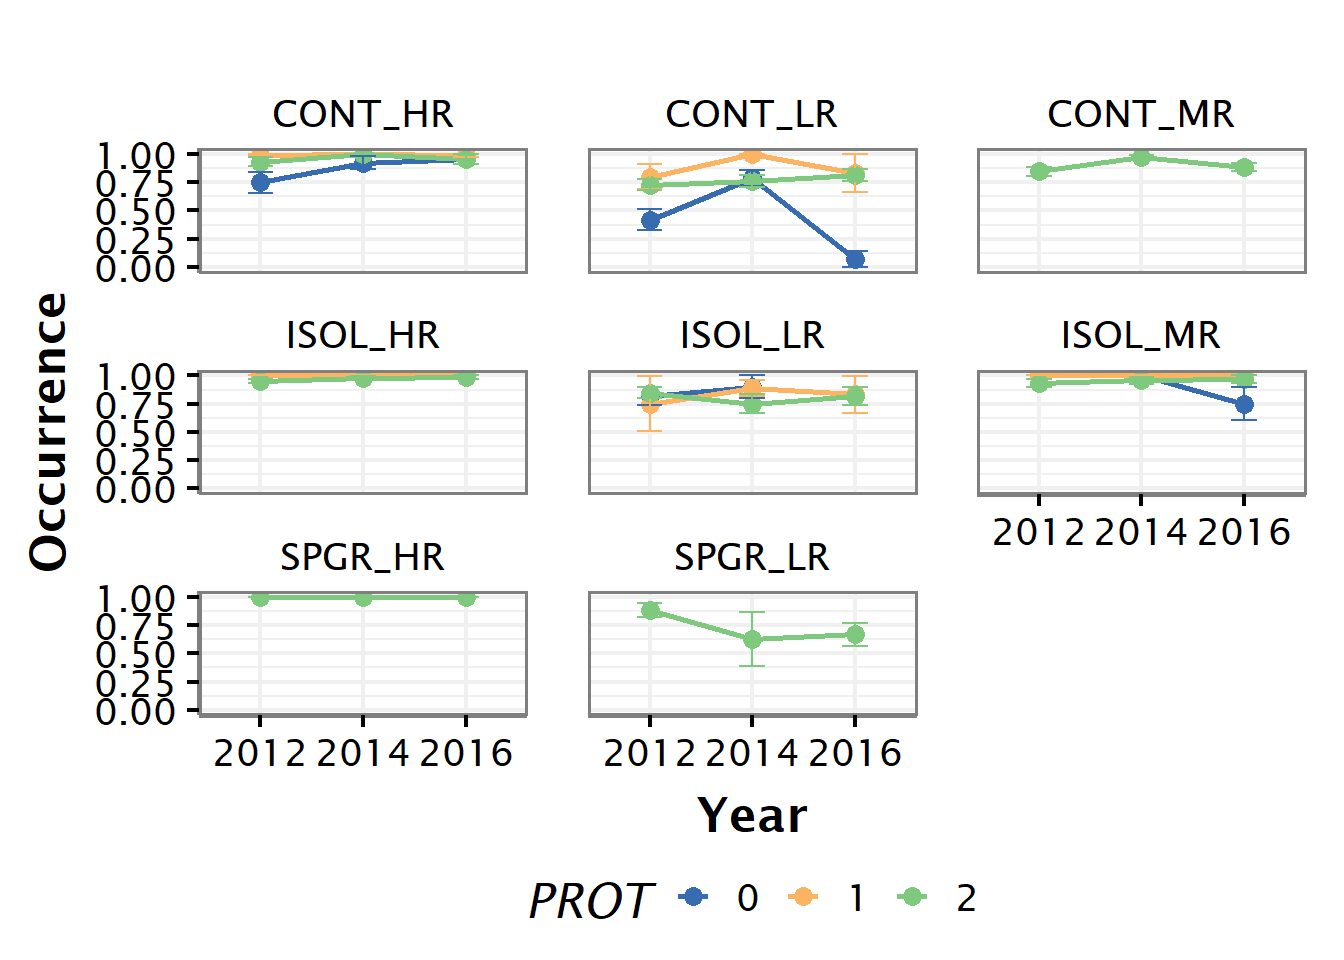 CONT_HR CONT_LR CONT_MR
1.00
0.75
0.50
0.25
0.00
ISOL_HR ISOL_LR ISOL_MR
1.00
0.75
0.50
0.25
0.00
2012 2014 2016
SPGR_HR SPGR_LR
1.00
0.75
0.50
0.25
0.00
2012 2014 2016 2012 2014 2016
Occurrence
Year
PROT 0 1 2